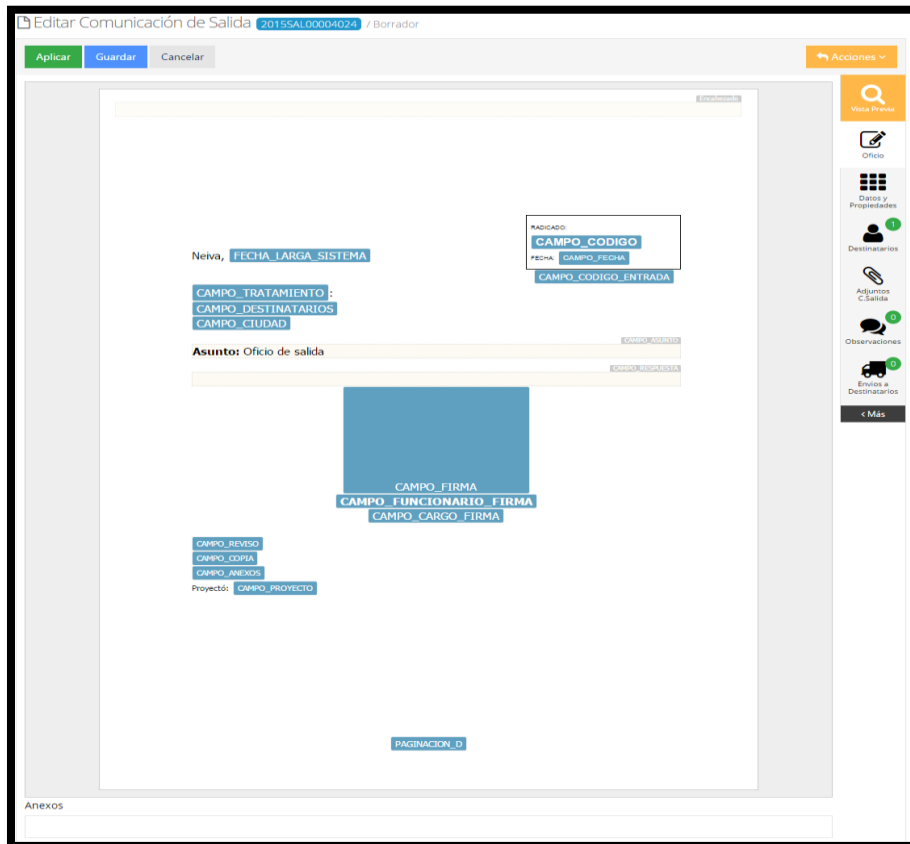 Editar Comunicación de Salida 2015SAL00004024 / Borrador
Aplicar Guardar Cancelar Acciones
Encabezado
Vista Previa
Oficio
Datos y
Propiedades
1
Destinatarios
Adjuntos
C.Salida
0
Observaciones
0
Envios a
Destinatarios
< Más
RADICADO:
CAMPO_CODIGO
FECHA: CAMPO_FECHA
CAMPO_CODIGO_ENTRADA
Neiva, FECHA_LARGA_SISTEMA
CAMPO_TRATAMIENTO :
CAMPO_DESTINATARIOS
CAMPO_CIUDAD
CAMPO_ASUNTO
Asunto: Oficio de salida
CAMPO_RESPUESTA
CAMPO_FIRMA
CAMPO_FUNCIONARIO_FIRMA
CAMPO_CARGO_FIRMA
CAMPO_REVISO
CAMPO_COPIA
CAMPO_ANEXOS
Proyectó: CAMPO_PROYECTO
PAGINACION_D
Anexos